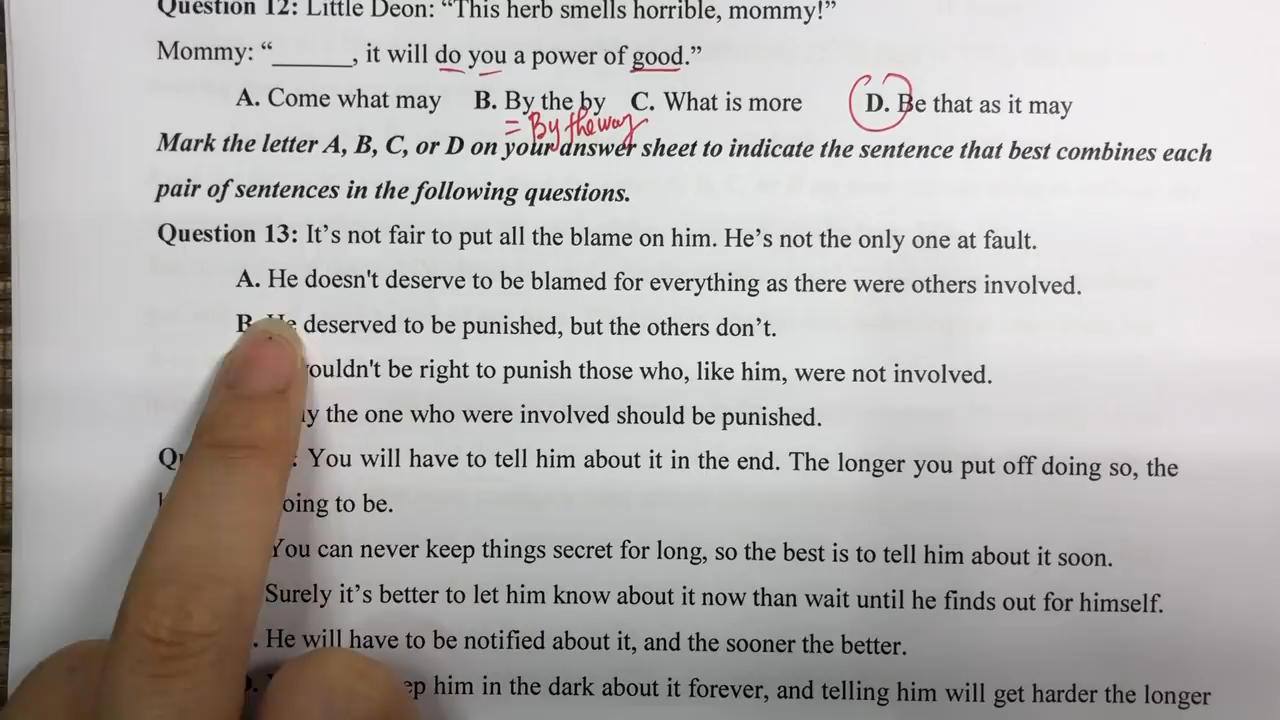 Question 12: Little Deon: “This herb smells horrible, mommy!”
Mommy: “______, it will do you a power of good.”
A. Come what may B. By the by C. What is more D. Be that as it may
= By the way
Mark the letter A, B, C, or D on your answer sheet to indicate the sentence that best combines each
pair of sentences in the following questions.
Question 13: It’s not fair to put all the blame on him. He’s not the only one at fault.
A. He doesn't deserve to be blamed for everything as there were others involved.
B. He deserved to be punished, but the others don’t.
ouldn't be right to punish those who, like him, were not involved.
y the one who were involved should be punished.
You will have to tell him about it in the end. The longer you put off doing so, the
oing to be.
You can never keep things secret for long, so the best is to tell him about it soon.
Surely it’s better to let him know about it now than wait until he finds out for himself.
. He will have to be notified about it, and the sooner the better.
ep him in the dark about it forever, and telling him will get harder the longer